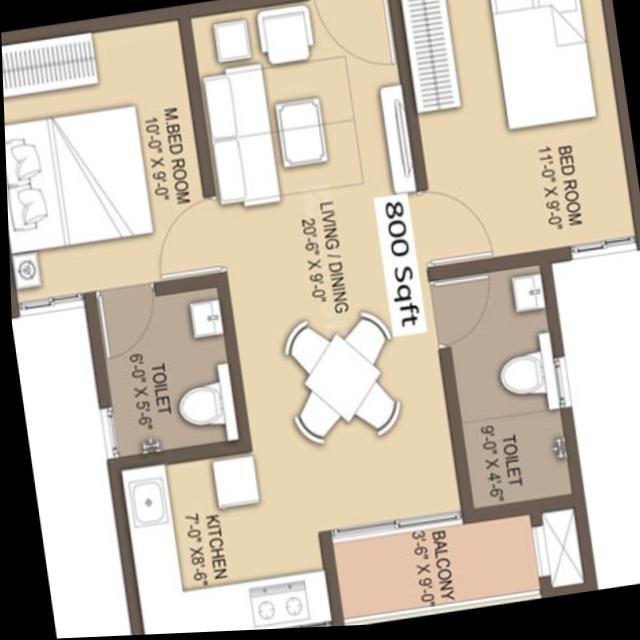 M.BED ROOM
10'-0" X 9'-0"
LIVING / DINING
20'-6" X 9'-0"
800 Sqft
BED ROOM
11'-0" X 9'-0"
TOILET
6'-0" X 5'-6"
TOILET
9'-0" X 4'-6"
KITCHEN
7'-0" X8'-6"
BALCONY
3'-6" X 9'-0"